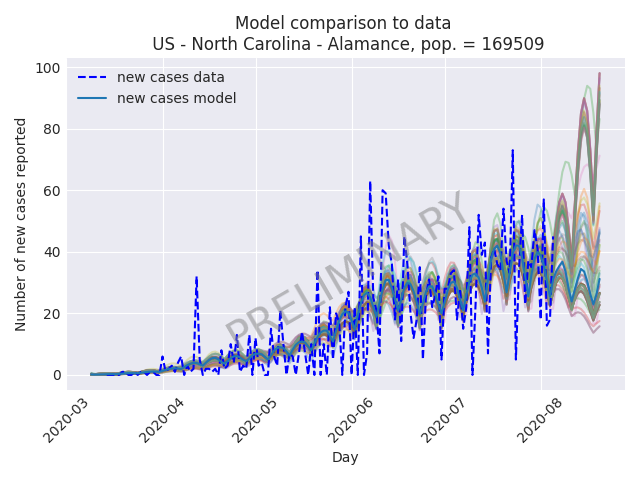 Model comparison to data
US - North Carolina - Alamance, pop. = 169509
new cases data
new cases model
Number of new cases reported
100
80
60
40
20
0
PRELIMINARY
2020-03
2020-04
2020-05
2020-06
2020-07
2020-08
Day